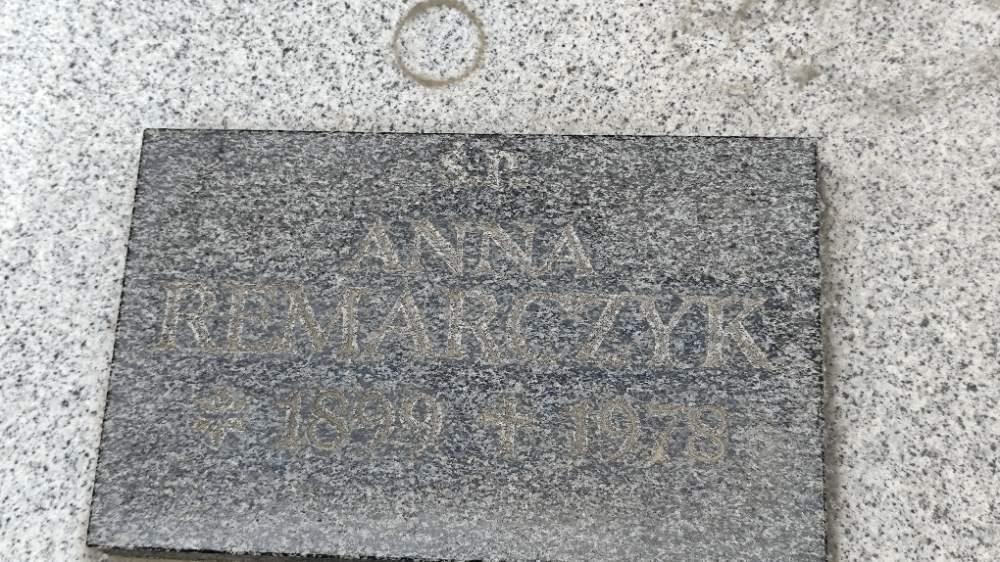 Ś.P.
ANNA
REMARCZYK
* 1899 ✝ 1978